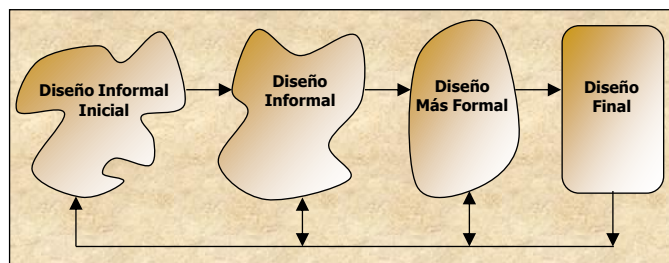 Diseño Informal
Inicial
Diseño
Informal
Diseño
Más Formal
Diseño
Final